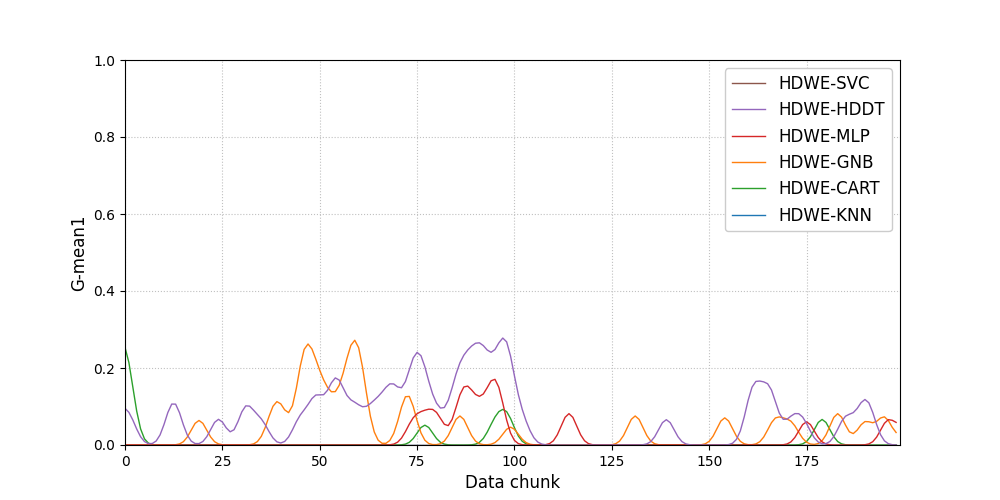 1.0
0.8
0.6
0.4
0.2
0.0
G-mean1
HDWE-SVC
HDWE-HDDT
HDWE-MLP
HDWE-GNB
HDWE-CART
HDWE-KNN
0 25 50 75 100 125 150 175
Data chunk